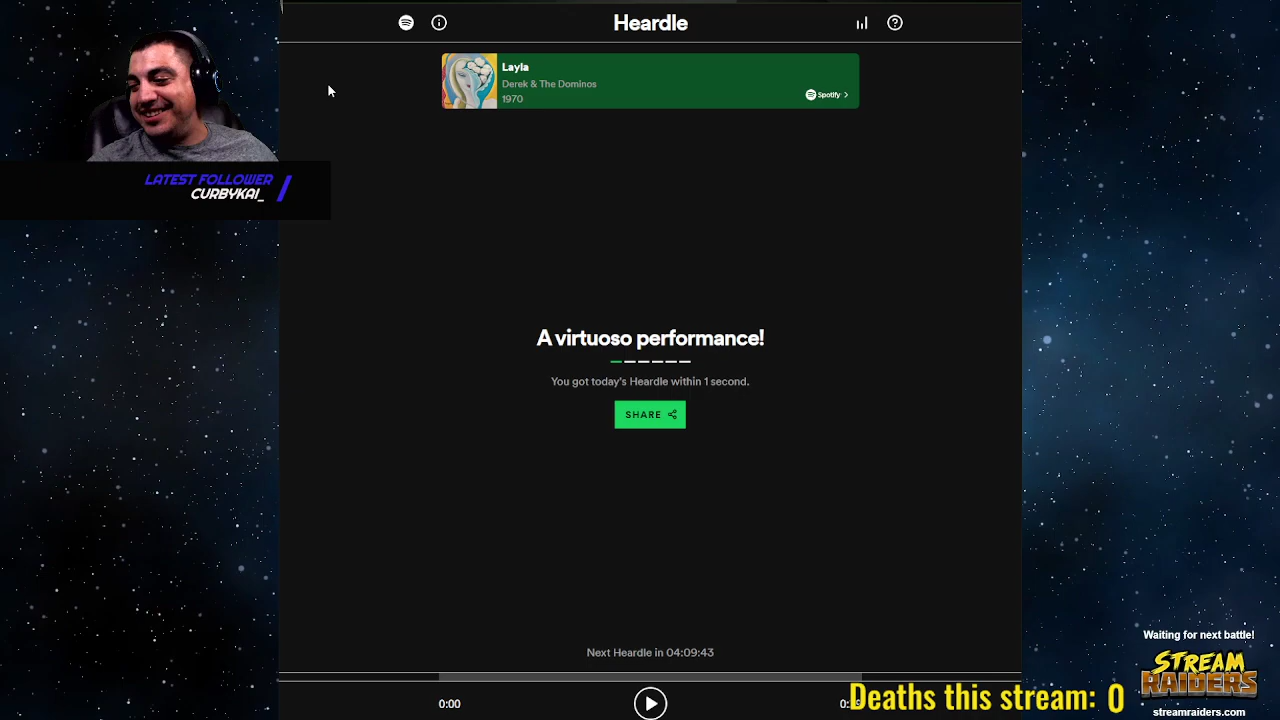 Heardle
Layla
Derek & The Dominos
1970
Spotify
LATEST FOLLOWER
CURBYKAI_
A virtuoso performance!
You got today's Heardle within 1 second.
SHARE
Next Heardle in 04:09:43
Waiting for next battle!
STREAM
RAIDERS
streamraiders.com
0:00
Deaths this stream: 0